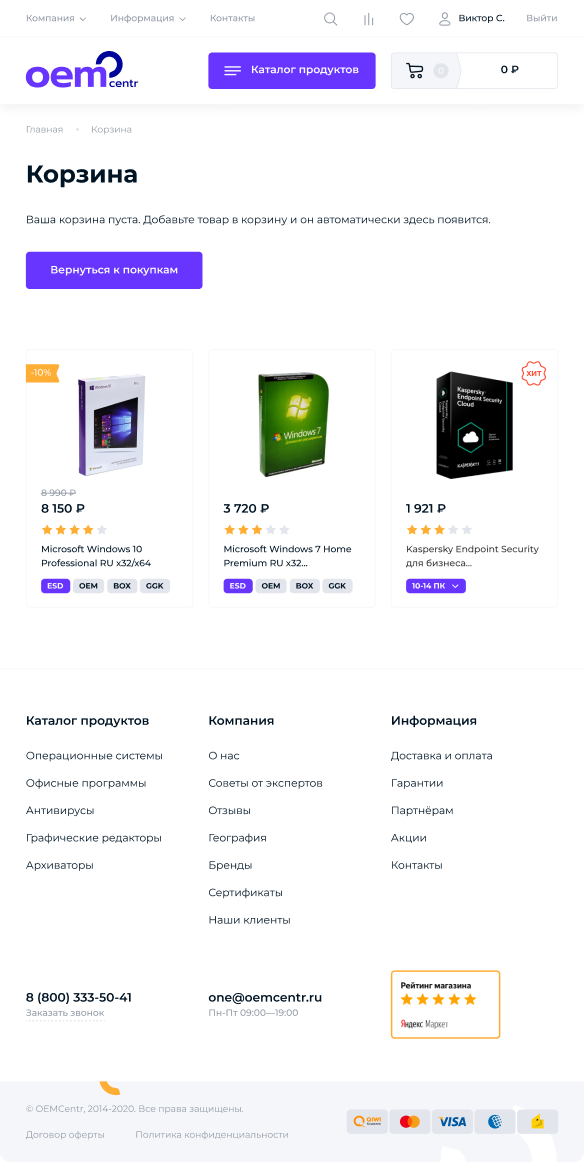 Компания
Информация
Контакты
Виктор С.
Выйти
oem
centr
Каталог продуктов
0
0 ₽
Главная
Корзина
Корзина
Ваша корзина пуста. Добавьте товар в корзину и он автоматически здесь появится.
Вернуться к покупкам
-10%
Windows 10
8 990 ₽
8 150 ₽
Microsoft Windows 10
Professional RU x32/x64
ESD
OEM
BOX
GGK
Windows 7
3 720 ₽
Microsoft Windows 7 Home
Premium RU x32...
ESD
OEM
BOX
GGK
ХИТ
Kaspersky
Endpoint Security
Cloud
1 921 ₽
Kaspersky Endpoint Security
для бизнеса...
10-14 ПК
Каталог продуктов
Операционные системы
Офисные программы
Антивирусы
Графические редакторы
Архиваторы
Компания
О нас
Советы от экспертов
Отзывы
География
Бренды
Сертификаты
Наши клиенты
Информация
Доставка и оплата
Гарантии
Партнёрам
Акции
Контакты
8 (800) 333-50-41
Заказать звонок
one@oemcentr.ru
Пн-Пт 09:00—19:00
Рейтинг магазина
Яндекс Маркет
© OEMCentr, 2014-2020. Все права защищены.
Договор оферты
Политика конфиденциальности
QIWI
VISA